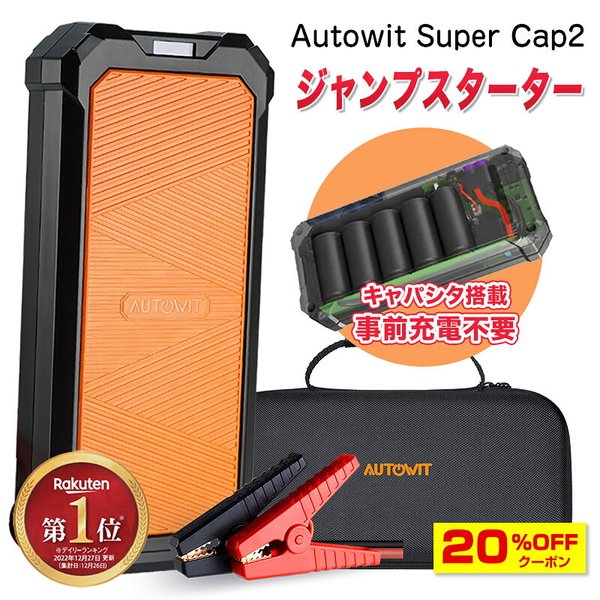 Autowit Super Cap2
ジャンプスターター
AUTOWIT
キャパシタ搭載
事前充電不要
AUTOWIT
Rakuten
第1位※
※デイリーランキング
2022年12月27日 更新
(集計日:12月26日)
20%OFF
クーポン